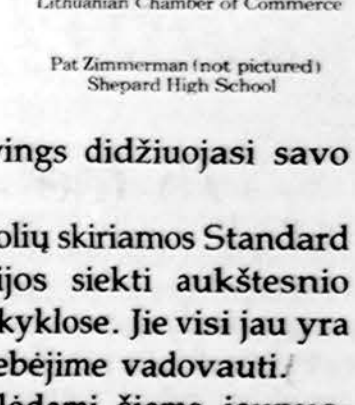 Lithuanian Chamber of Commerce
Pat Zimmerman (not pictured)
Shepard High School
vings didžiuojasi savo
olių skiriamos Standard
ijos siekti aukštesnio
kyklose. Jie visi jau yra
ebėjime vadovauti.